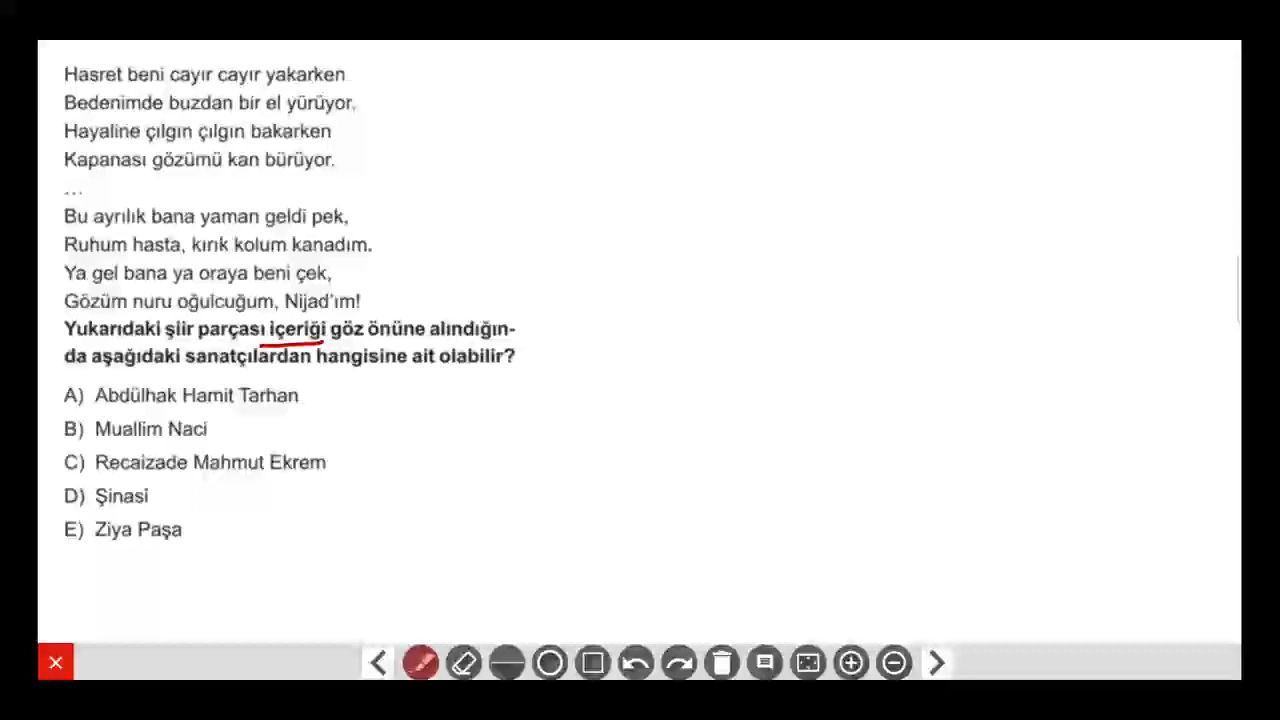 Hasret beni cayır cayır yakarken
Bedenimde buzdan bir el yürüyor.
Hayaline çılgın çılgın bakarken
Kapanası gözümü kan bürüyor.
...
Bu ayrılık bana yaman geldi pek,
Ruhum hasta, kırık kolum kanadım.
Ya gel bana ya oraya beni çek,
Gözüm nuru oğulcuğum, Nijad'ım!
Yukarıdaki şiir parçası içeriği göz önüne alındığın-
da aşağıdaki sanatçılardan hangisine ait olabilir?
A) Abdülhak Hamit Tarhan
B) Muallim Naci
C) Recaizade Mahmut Ekrem
D) Şinasi
E) Ziya Paşa